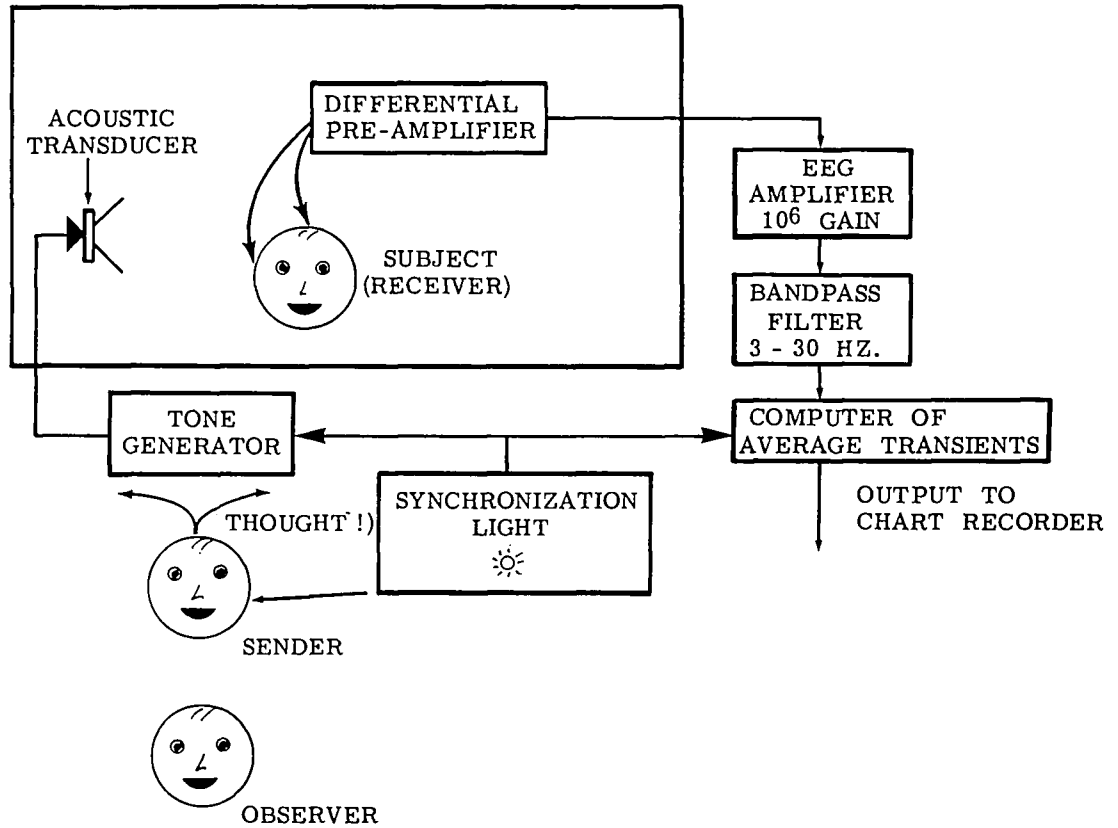 ACOUSTIC
TRANSDUCER
DIFFERENTIAL
PRE-AMPLIFIER
SUBJECT
(RECEIVER)
EEG
AMPLIFIER
10⁶ GAIN
BANDPASS
FILTER
3 - 30 HZ.
TONE
GENERATOR
COMPUTER OF
AVERAGE TRANSIENTS
SYNCHRONIZATION
LIGHT
OUTPUT TO
CHART RECORDER
THOUGHT !)
SENDER
OBSERVER